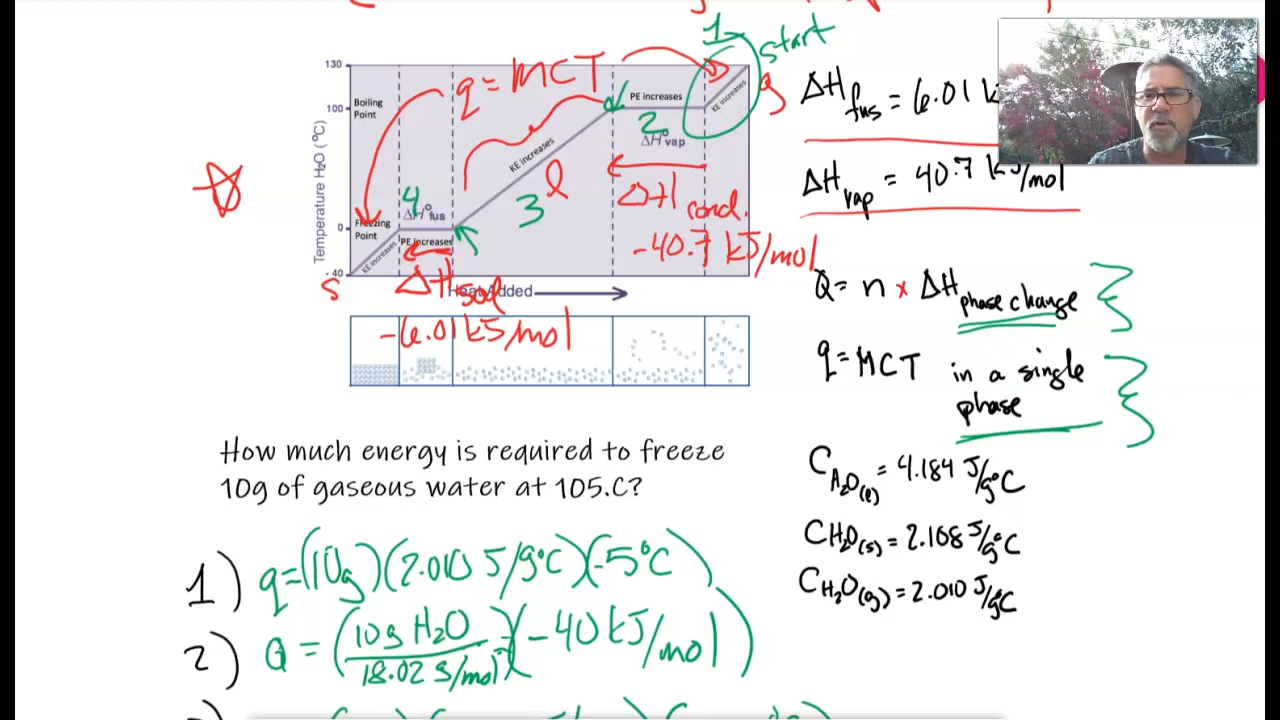 1 start
130
q = MCT
g
Boiling
Point
100
PE increases
KE increases
2
ΔH°vap
KE increases
l
3
Temperature H2O (°C)
4
ΔH°fus
ΔH cond.
-40.7 kJ/mol
0
Freezing
Point
PE increases
KE increases
-40
s
ΔH sol
Heat Added
-6.01 kJ/mol
ΔHfus = 6.01 k
ΔHvap = 40.7 kJ/mol
Q = n × ΔH phase change
q = MCT in a single
phase
How much energy is required to freeze
10g of gaseous water at 105.C?
C H2O(l) = 4.184 J/g°C
CH2O(s) = 2.108 J/g°C
CH2O(g) = 2.010 J/g°C
1) q = (10g)(2.010 J/g°C)(-5°C)
2) Q = (10g H2O / 18.02 g/mol)(-40 kJ/mol)